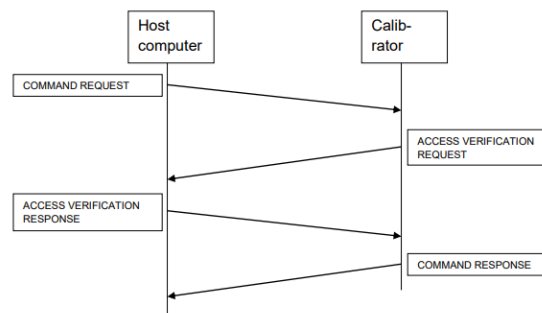 Host
computer
Calib-
rator
COMMAND REQUEST
ACCESS VERIFICATION
REQUEST
ACCESS VERIFICATION
RESPONSE
COMMAND RESPONSE